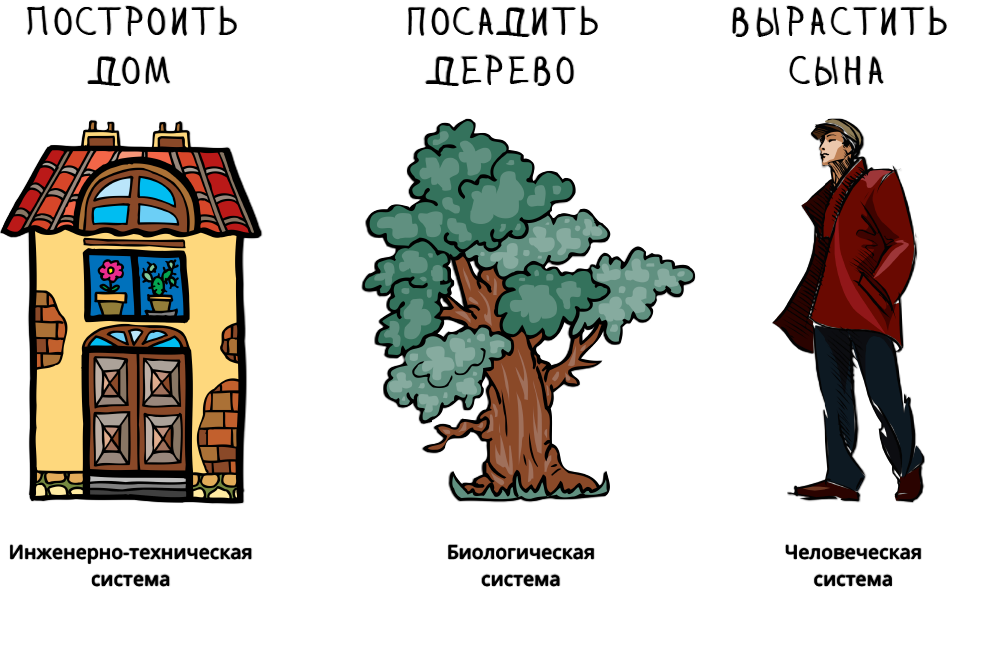 ПОСТРОИТЬ
ДОМ
ПОСАДИТЬ
ДЕРЕВО
ВЫРАСТИТЬ
СЫНА
Инженерно-техническая
система
Биологическая
система
Человеческая
система